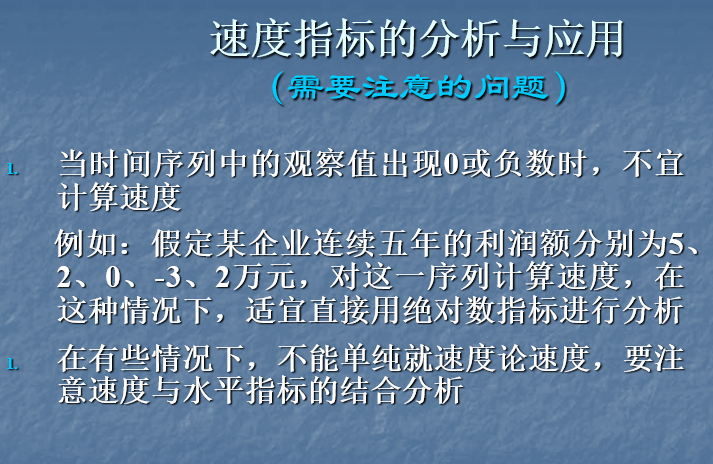 速度指标的分析与应用
(需要注意的问题)
1. 当时间序列中的观察值出现0或负数时，不宜
计算速度
例如：假定某企业连续五年的利润额分别为5、
2、0、-3、2万元，对这一序列计算速度，在
这种情况下，适宜直接用绝对数指标进行分析
1. 在有些情况下，不能单纯就速度论速度，要注
意速度与水平指标的结合分析